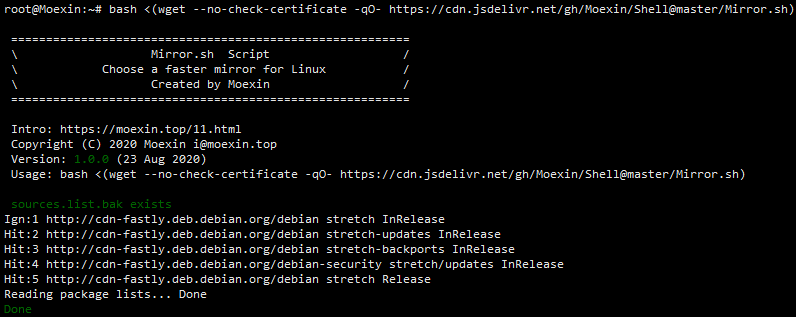 root@Moexin:~# bash <(wget --no-check-certificate -qO- https://cdn.jsdelivr.net/gh/Moexin/Shell@master/Mirror.sh)
=========================================================
\ Mirror.sh Script /
\ Choose a faster mirror for Linux /
\ Created by Moexin /
=========================================================
Intro: https://moexin.top/11.html
Copyright (C) 2020 Moexin i@moexin.top
Version: 1.0.0 (23 Aug 2020)
Usage: bash <(wget --no-check-certificate -qO- https://cdn.jsdelivr.net/gh/Moexin/Shell@master/Mirror.sh)
sources.list.bak exists
Ign:1 http://cdn-fastly.deb.debian.org/debian stretch InRelease
Hit:2 http://cdn-fastly.deb.debian.org/debian stretch-updates InRelease
Hit:3 http://cdn-fastly.deb.debian.org/debian stretch-backports InRelease
Hit:4 http://cdn-fastly.deb.debian.org/debian-security stretch/updates InRelease
Hit:5 http://cdn-fastly.deb.debian.org/debian stretch Release
Reading package lists... Done
Done